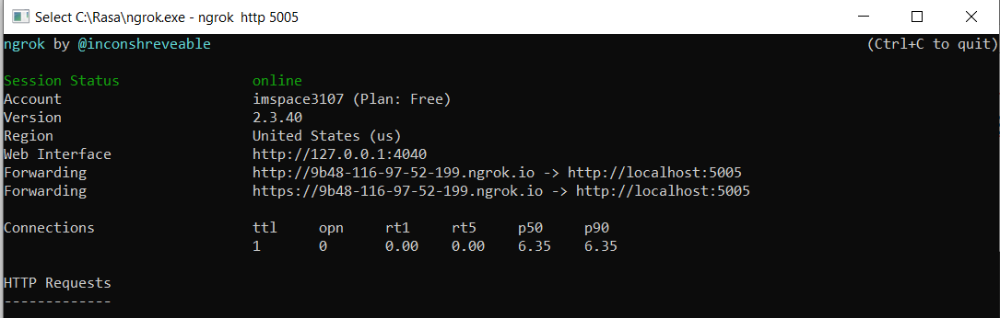 Select C:\Rasa\ngrok.exe - ngrok  http 5005
ngrok by @inconshreveable (Ctrl+C to quit)
Session Status online
Account imspace3107 (Plan: Free)
Version 2.3.40
Region United States (us)
Web Interface http://127.0.0.1:4040
Forwarding http://9b48-116-97-52-199.ngrok.io -> http://localhost:5005
Forwarding https://9b48-116-97-52-199.ngrok.io -> http://localhost:5005
Connections ttl opn rt1 rt5 p50 p90
1 0 0.00 0.00 6.35 6.35
HTTP Requests
-------------